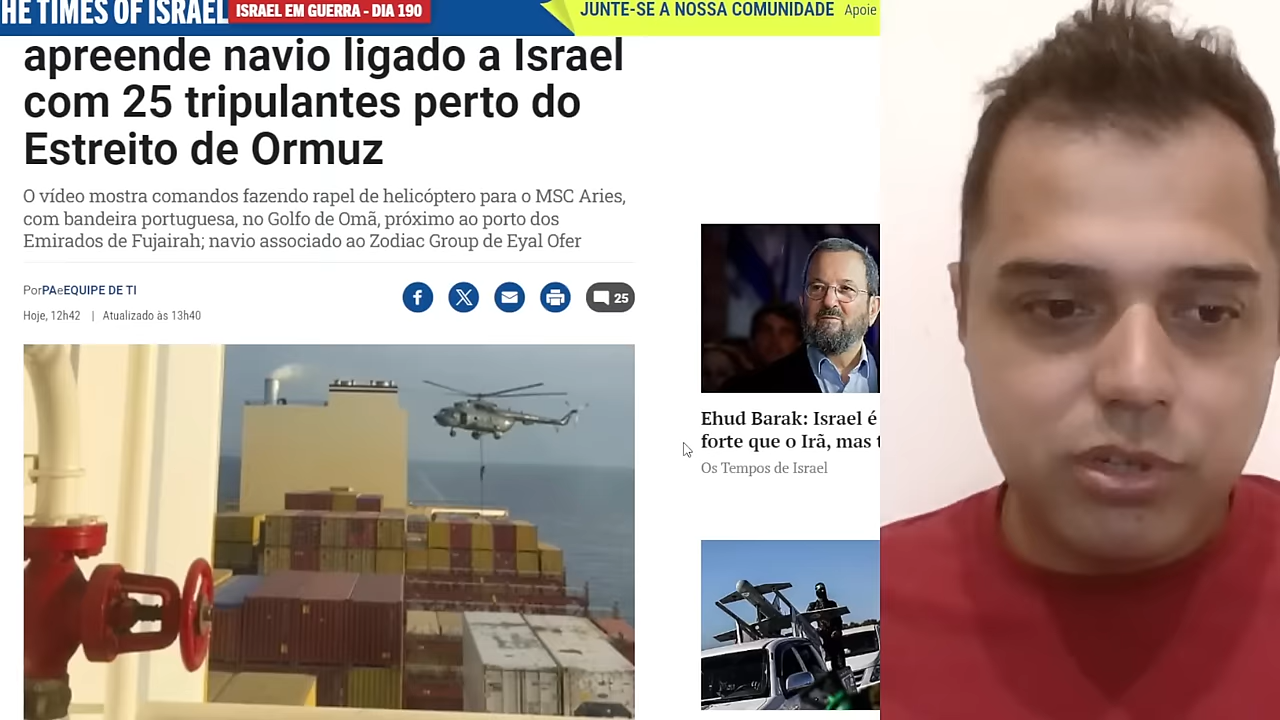 HE TIMES OF ISRAEL
ISRAEL EM GUERRA - DIA 190
JUNTE-SE A NOSSA COMUNIDADE
Apoie
apreende navio ligado a Israel
com 25 tripulantes perto do
Estreito de Ormuz
O vídeo mostra comandos fazendo rapel de helicóptero para o MSC Aries,
com bandeira portuguesa, no Golfo de Omã, próximo ao porto dos
Emirados de Fujairah; navio associado ao Zodiac Group de Eyal Ofer
PorPAeEQUIPE DE TI
Hoje, 12h42 | Atualizado às 13h40
25
Ehud Barak: Israel é
forte que o Irã, mas
Os Tempos de Israel